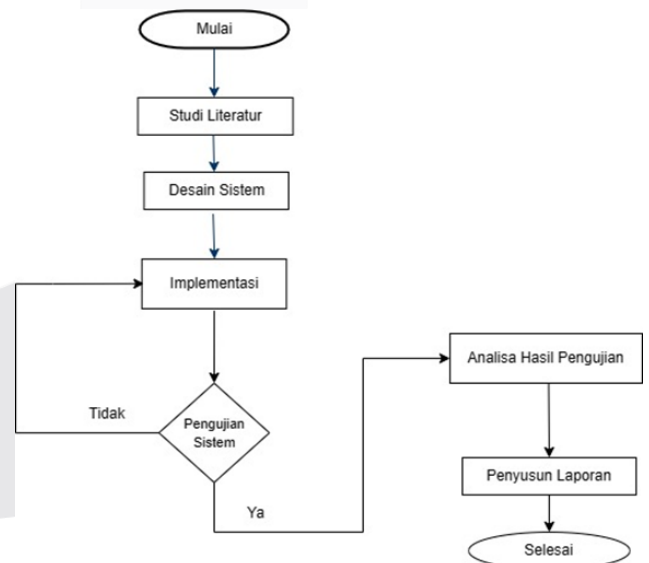 Mulai
Studi Literatur
Desain Sistem
Implementasi
Tidak
Pengujian
Sistem
Ya
Analisa Hasil Pengujian
Penyusun Laporan
Selesai